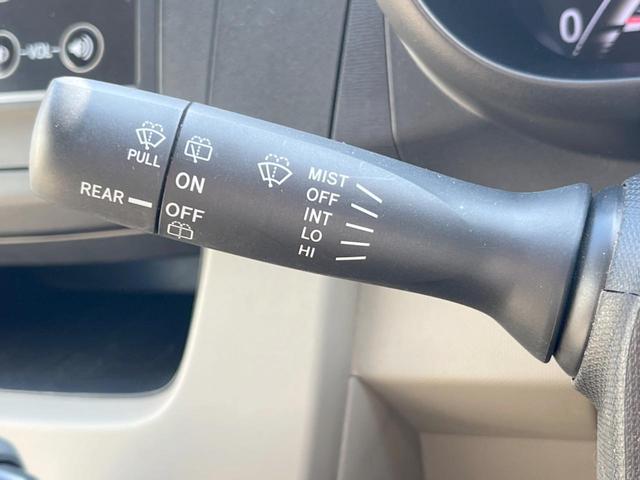 -VOL-
0
PULL
REAR
ON
OFF
MIST
OFF
INT
LO
HI